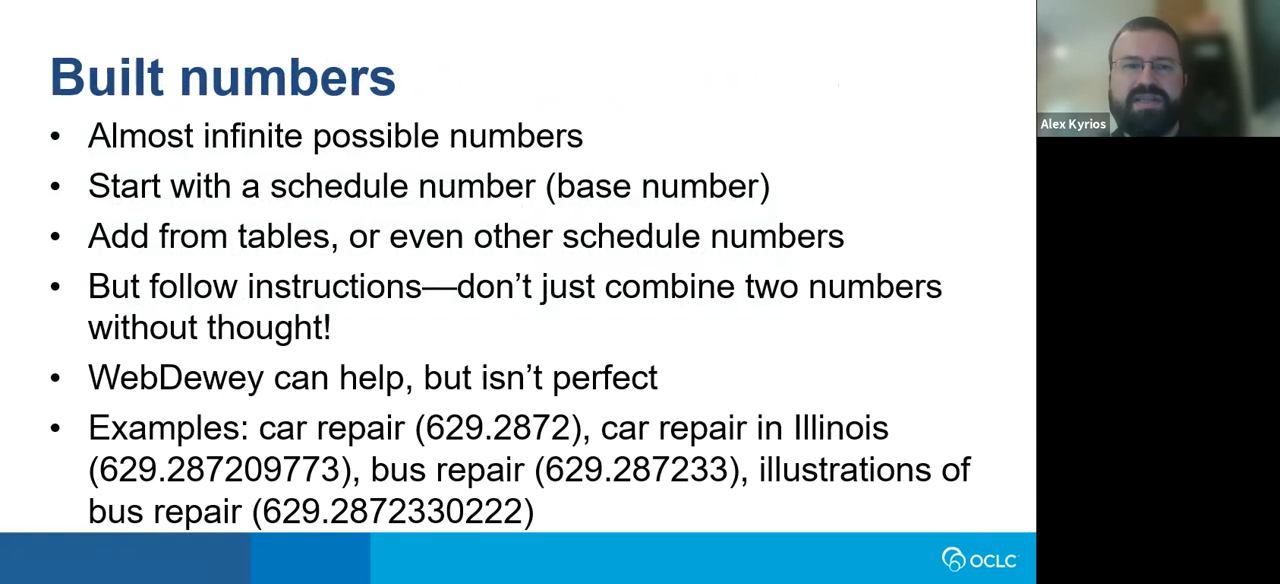 Built numbers
• Almost infinite possible numbers
• Start with a schedule number (base number)
• Add from tables, or even other schedule numbers
• But follow instructions—don’t just combine two numbers
without thought!
• WebDewey can help, but isn’t perfect
• Examples: car repair (629.2872), car repair in Illinois
(629.287209773), bus repair (629.287233), illustrations of
bus repair (629.2872330222)
OCLC
Alex Kyrios